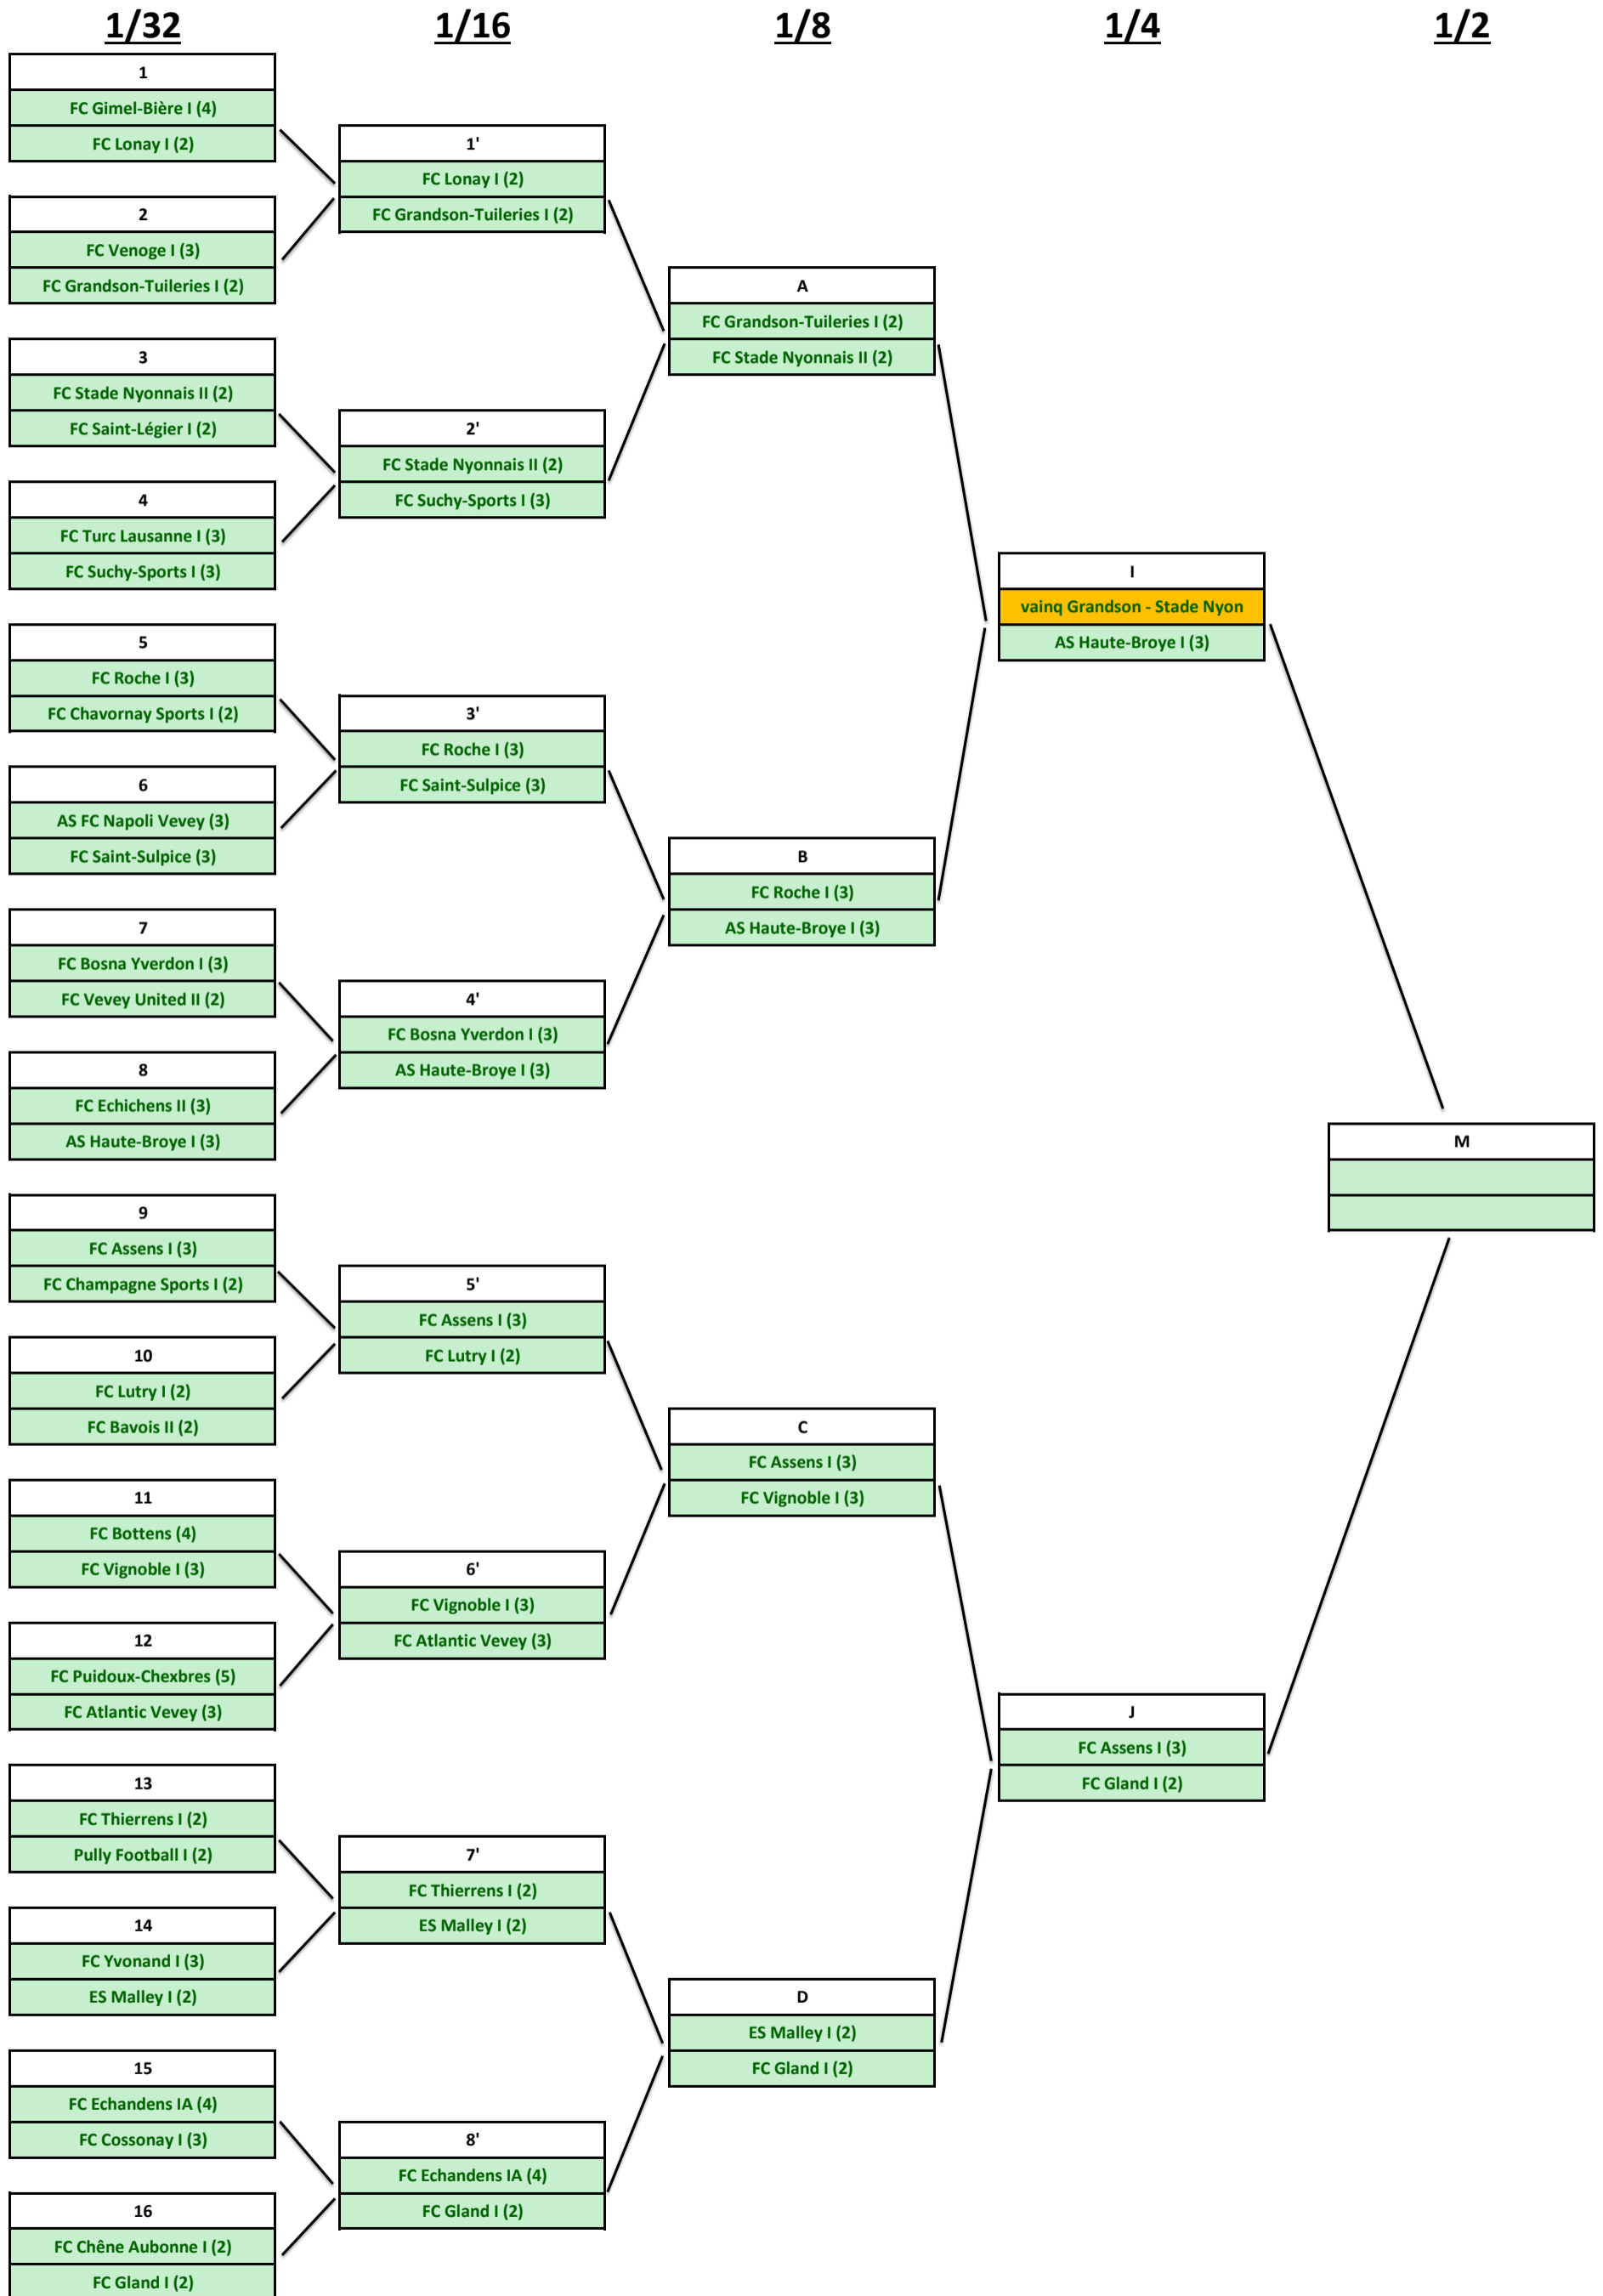 1/32
1/16
1/8
1/4
1/2
1
FC Gimel-Bière I (4)
FC Lonay I (2)
2
FC Venoge I (3)
FC Grandson-Tuileries I (2)
3
FC Stade Nyonnais II (2)
FC Saint-Légier I (2)
4
FC Turc Lausanne I (3)
FC Suchy-Sports I (3)
5
FC Roche I (3)
FC Chavornay Sports I (2)
6
AS FC Napoli Vevey (3)
FC Saint-Sulpice (3)
7
FC Bosna Yverdon I (3)
FC Vevey United II (2)
8
FC Echichens II (3)
AS Haute-Broye I (3)
9
FC Assens I (3)
FC Champagne Sports I (2)
10
FC Lutry I (2)
FC Bavois II (2)
11
FC Bottens (4)
FC Vignoble I (3)
12
FC Puidoux-Chexbres (5)
FC Atlantic Vevey (3)
13
FC Thierrens I (2)
Pully Football I (2)
14
FC Yvonand I (3)
ES Malley I (2)
15
FC Echandens IA (4)
FC Cossonay I (3)
16
FC Chêne Aubonne I (2)
FC Gland I (2)
1'
FC Lonay I (2)
FC Grandson-Tuileries I (2)
2'
FC Stade Nyonnais II (2)
FC Suchy-Sports I (3)
3'
FC Roche I (3)
FC Saint-Sulpice (3)
4'
FC Bosna Yverdon I (3)
AS Haute-Broye I (3)
5'
FC Assens I (3)
FC Lutry I (2)
6'
FC Vignoble I (3)
FC Atlantic Vevey (3)
7'
FC Thierrens I (2)
ES Malley I (2)
8'
FC Echandens IA (4)
FC Gland I (2)
A
FC Grandson-Tuileries I (2)
FC Stade Nyonnais II (2)
B
FC Roche I (3)
AS Haute-Broye I (3)
C
FC Assens I (3)
FC Vignoble I (3)
D
ES Malley I (2)
FC Gland I (2)
I
vainq Grandson - Stade Nyon
AS Haute-Broye I (3)
J
FC Assens I (3)
FC Gland I (2)
M